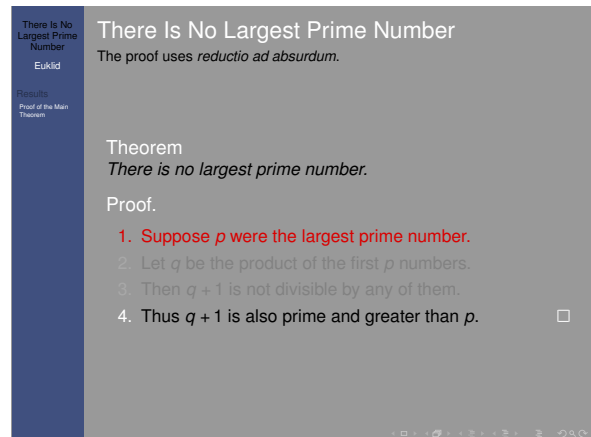 There Is No
Largest Prime
Number
Euklid
Results
Proof of the Main
Theorem
There Is No Largest Prime Number
The proof uses reductio ad absurdum.
Theorem
There is no largest prime number.
Proof.
1. Suppose p were the largest prime number.
2. Let q be the product of the first p numbers.
3. Then q + 1 is not divisible by any of them.
4. Thus q + 1 is also prime and greater than p. □